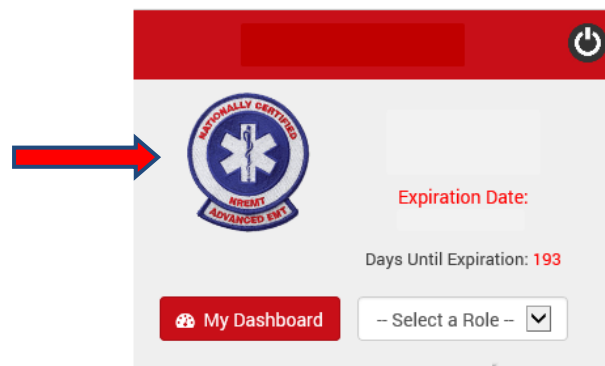 NATIONALLY CERTIFIED
NREMT
ADVANCED EMT
Expiration Date:
Days Until Expiration: 193
My Dashboard
-- Select a Role --